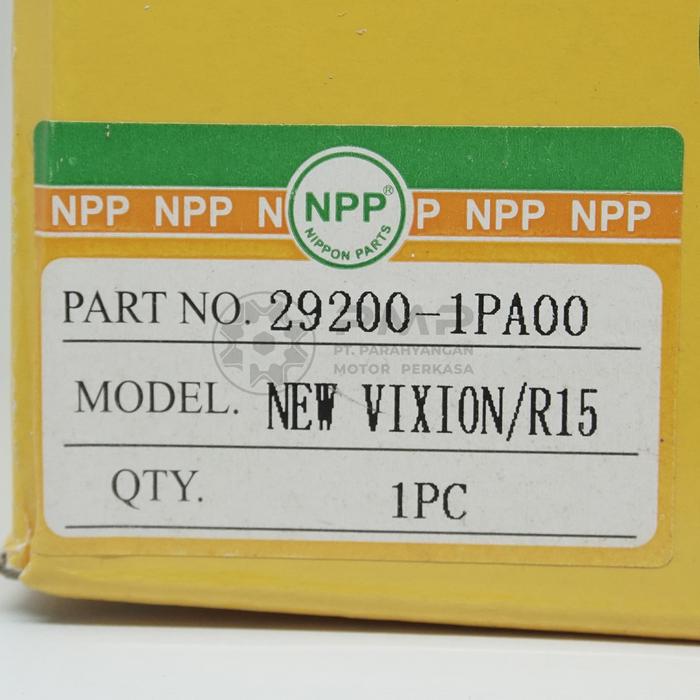 NPP NPP N
NPP®
NIPPON PARTS
P NPP NPP
PART NO. 29200-1PA00
PMP
PT. PARAHYANGAN
MOTOR PERKASA
MODEL. NEW VIXION/R15
QTY. 1PC